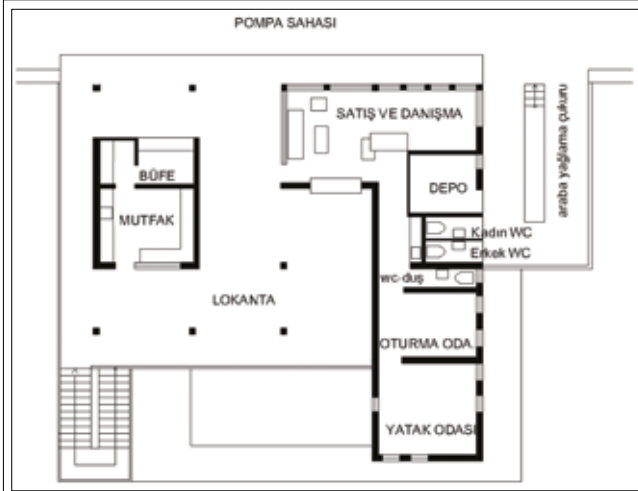 POMPA SAHASI
SATIŞ VE DANIŞMA
araba yağlama çukuru
BÜFE
DEPO
MUTFAK
Kadın WC
Erkek WC
wc-duş
LOKANTA
OTURMA ODA.
YATAK ODASI